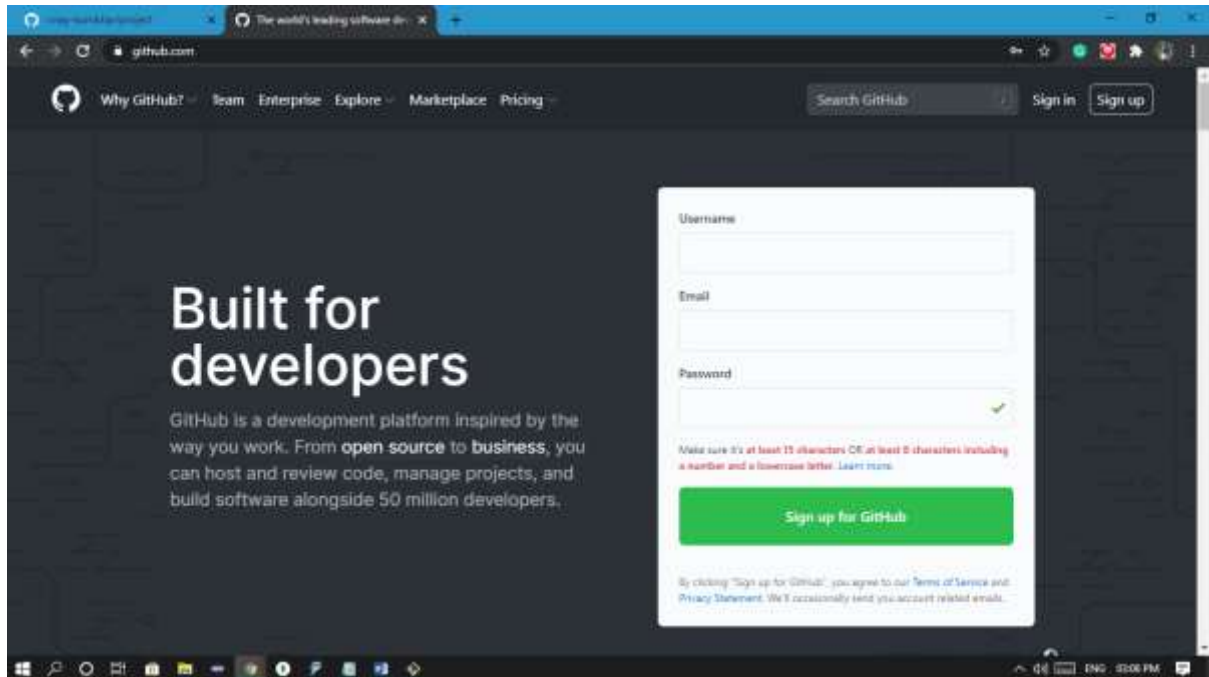 The world's leading software de
github.com
Why GitHub?
Team
Enterprise
Explore
Marketplace
Pricing
Search GitHub
/
Sign in
Sign up
Built for
developers
GitHub is a development platform inspired by the
way you work. From open source to business, you
can host and review code, manage projects, and
build software alongside 50 million developers.
Username
Email
Password
Make sure it's at least 15 characters OR at least 8 characters including
a number and a lowercase letter. Learn more.
Sign up for GitHub
By clicking "Sign up for GitHub", you agree to our Terms of Service and
Privacy Statement. We'll occasionally send you account related emails.
ENG
03:06 PM